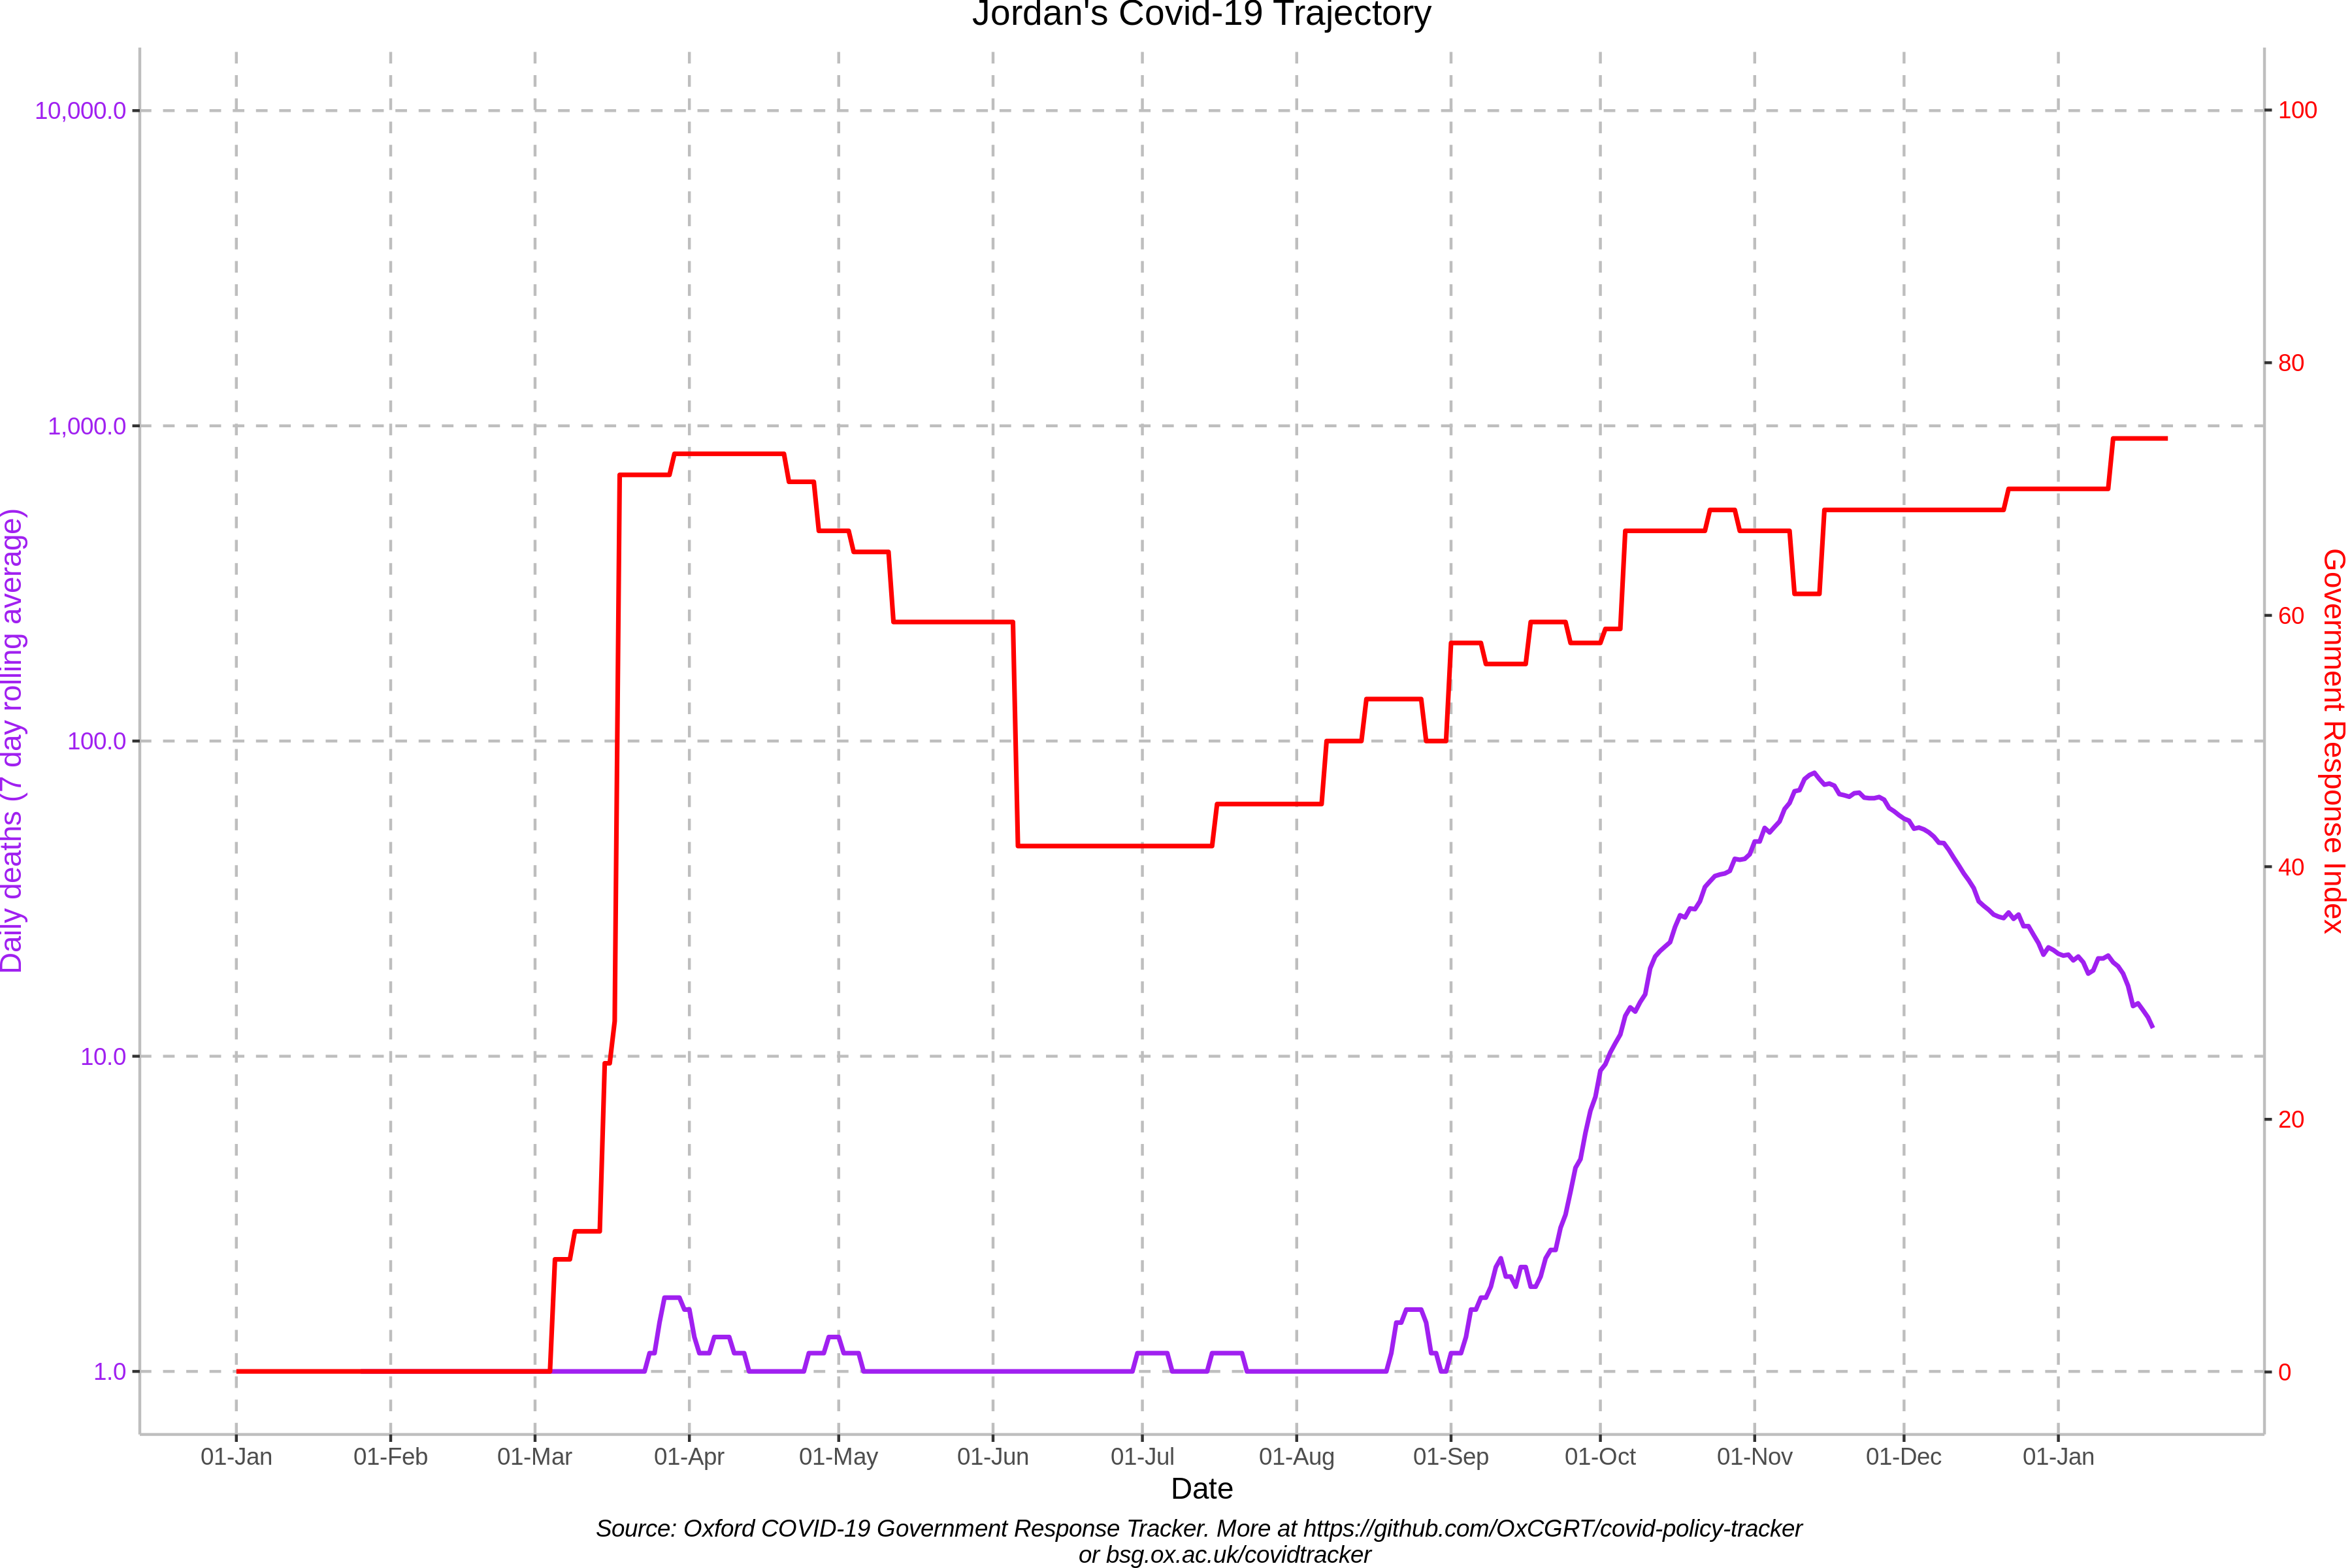 Jordan's Covid-19 Trajectory
10,000.0
1,000.0
100.0
10.0
1.0
Daily deaths (7 day rolling average)
100
80
60
40
20
0
Government Response Index
01-Jan 01-Feb 01-Mar 01-Apr 01-May 01-Jun 01-Jul 01-Aug 01-Sep 01-Oct 01-Nov 01-Dec 01-Jan
Date
Source: Oxford COVID-19 Government Response Tracker. More at https://github.com/OxCGRT/covid-policy-tracker
or bsg.ox.ac.uk/covidtracker